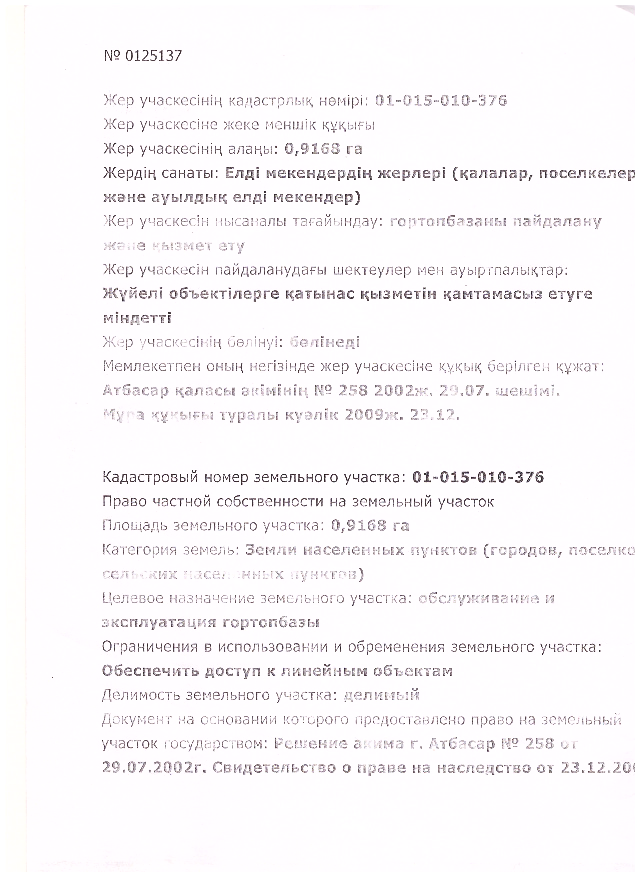 № 0125137
Жер учаскесінің кадастрлық нөмірі: 01-015-010-376
Жер учаскесіне жеке меншік құқығы
Жер учаскесінің алаңы: 0,9168 га
Жердің санаты: Елді мекендердің жерлері (қалалар, поселкелер
және ауылдық елді мекендер)
Жер учаскесін нысаналы тағайындау: гортопбазаны пайдалану
және қызмет ету
Жер учаскесін пайдаланудағы шектеулер мен ауыртпалықтар:
Жүйелі объектілерге қатынас қызметін қамтамасыз етуге
міндетті
Жер учаскесінің бөлінуі: бөлінеді
Мемлекетпен оның негізінде жер учаскесіне құқық берілген құжат:
Атбасар қаласы әкімінің № 258 2002ж. 29.07. шешімі.
Мұра құқығы туралы куәлік 2009ж. 23.12.
Кадастровый номер земельного участка: 01-015-010-376
Право частной собственности на земельный участок
Площадь земельного участка: 0,9168 га
Категория земель: Земли населенных пунктов (городов, поселко
сельских населенных пунктов)
Целевое назначение земельного участка: обслуживание и
эксплуатация гортопбазы
Ограничения в использовании и обременения земельного участка:
Обеспечить доступ к линейным объектам
Делимость земельного участка: делимый
Документ на основании которого предоставлено право на земельный
участок государством: Решение акима г. Атбасар № 258 от
29.07.2002г. Свидетельство о праве на наследство от 23.12.200